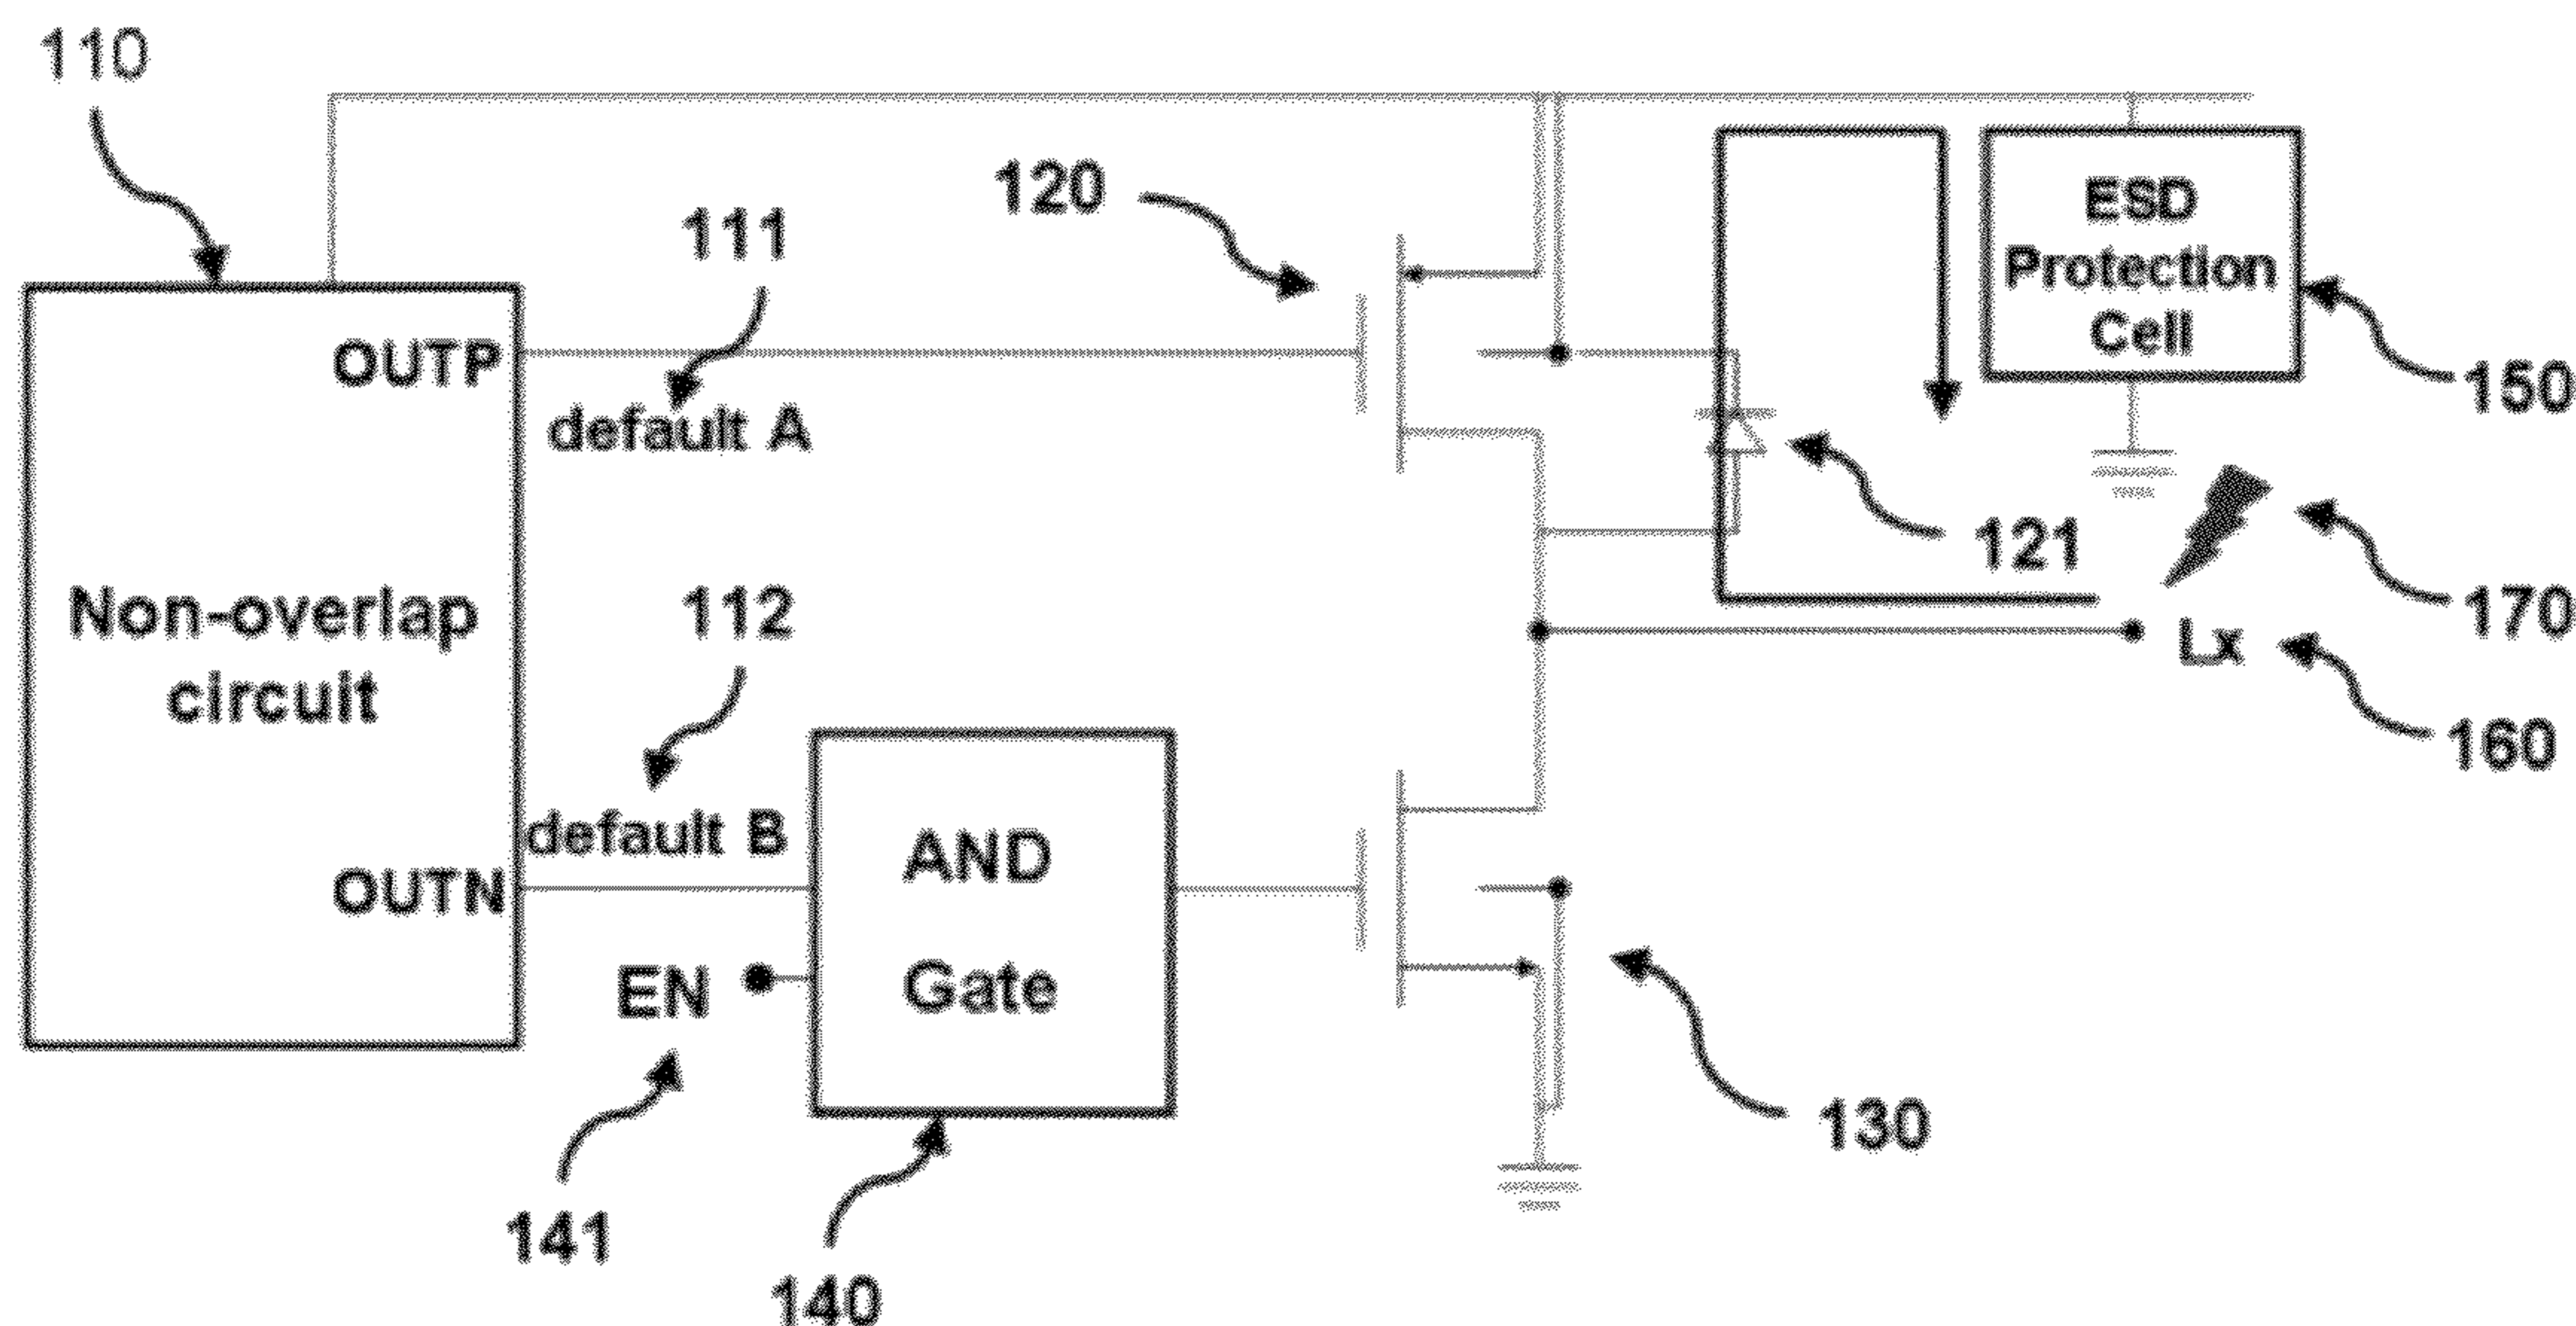 110
120
111
ESD
Protection
Cell
OUTP
150
default A
121
Non-overlap
circuit
112
170
Lx
160
default B
AND
Gate
OUTN
EN
130
141
140